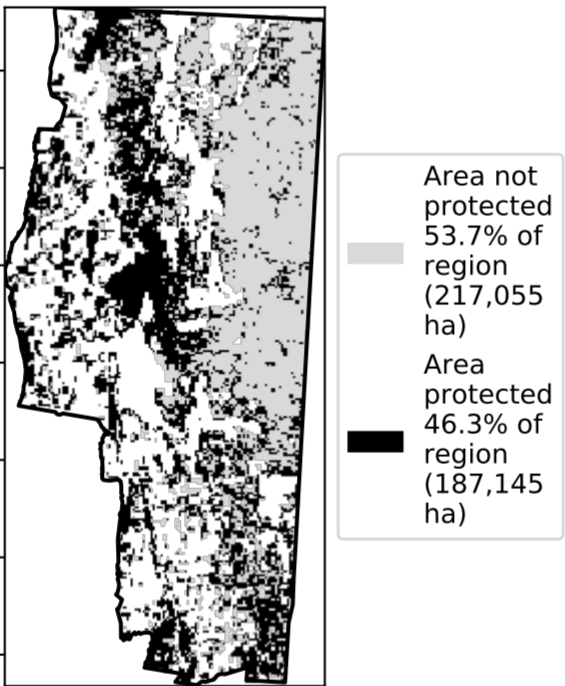 Area not
protected
53.7% of
region
(217,055
ha)
Area
protected
46.3% of
region
(187,145
ha)